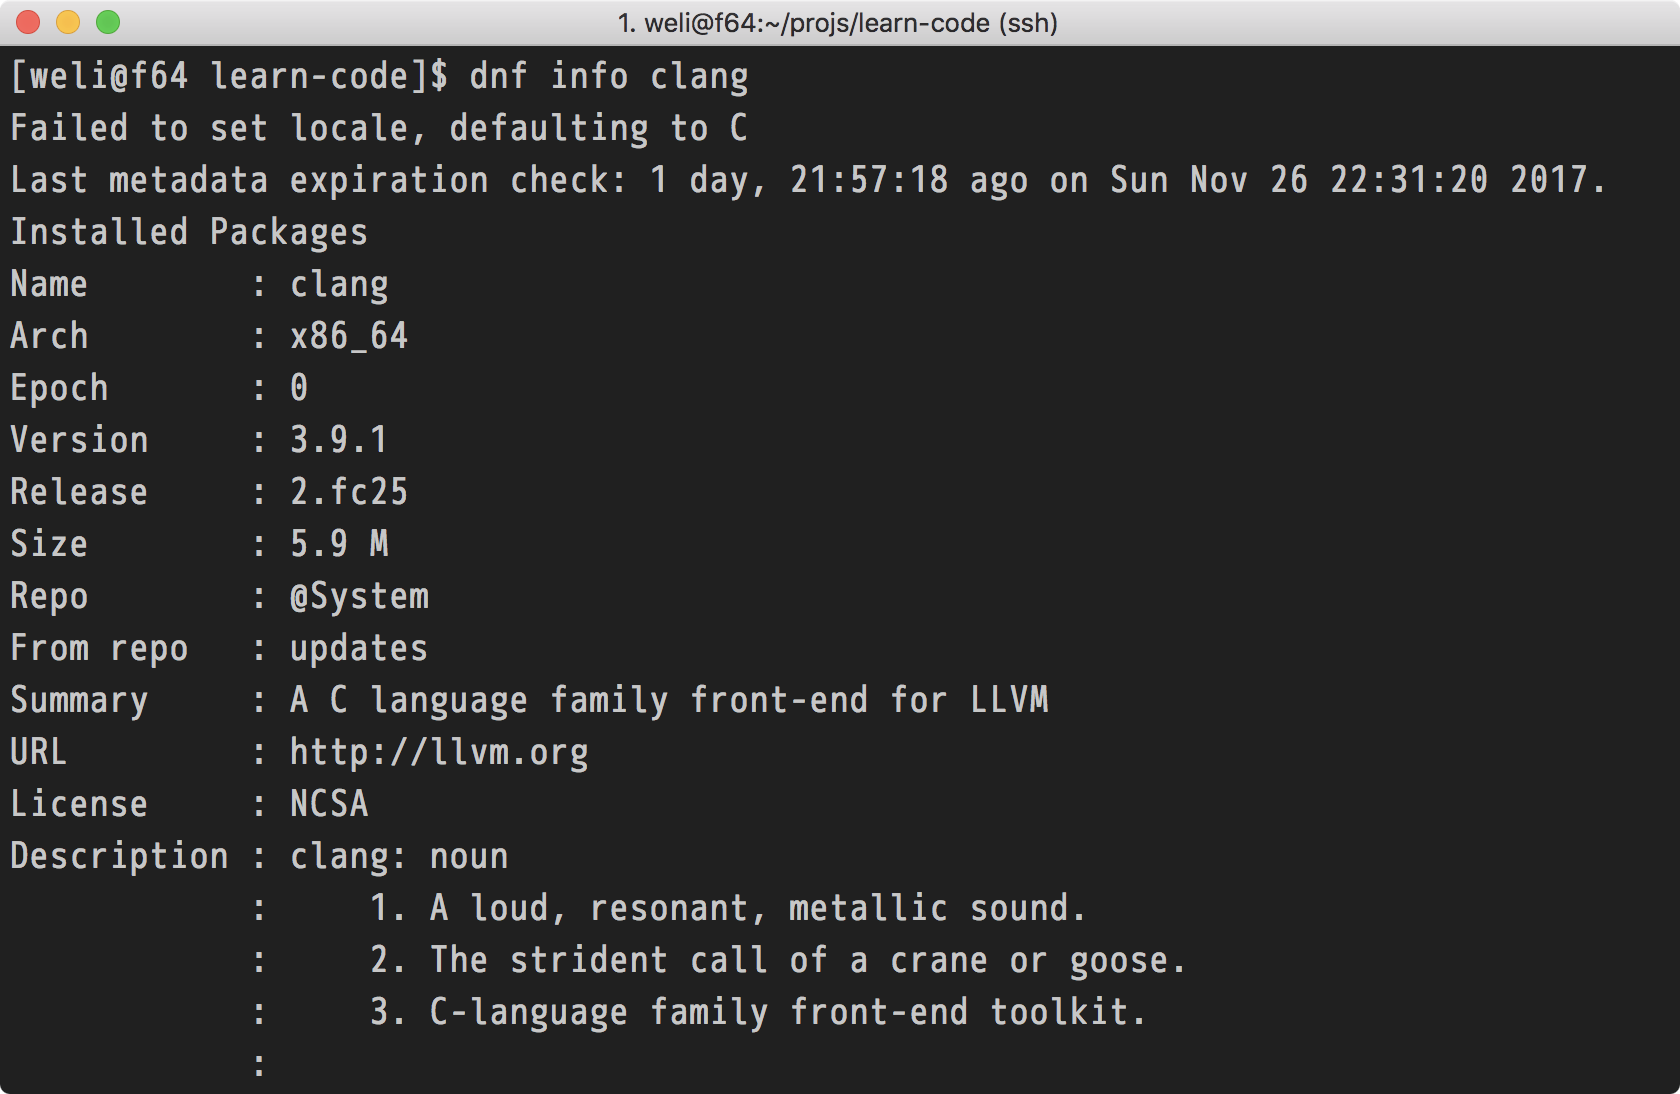 1. weli@f64:~/projs/learn-code (ssh)
[weli@f64 learn-code]$ dnf info clang
Failed to set locale, defaulting to C
Last metadata expiration check: 1 day, 21:57:18 ago on Sun Nov 26 22:31:20 2017.
Installed Packages
Name        : clang
Arch        : x86_64
Epoch       : 0
Version     : 3.9.1
Release     : 2.fc25
Size        : 5.9 M
Repo        : @System
From repo   : updates
Summary     : A C language family front-end for LLVM
URL         : http://llvm.org
License     : NCSA
Description : clang: noun
            :     1. A loud, resonant, metallic sound.
            :     2. The strident call of a crane or goose.
            :     3. C-language family front-end toolkit.
            :